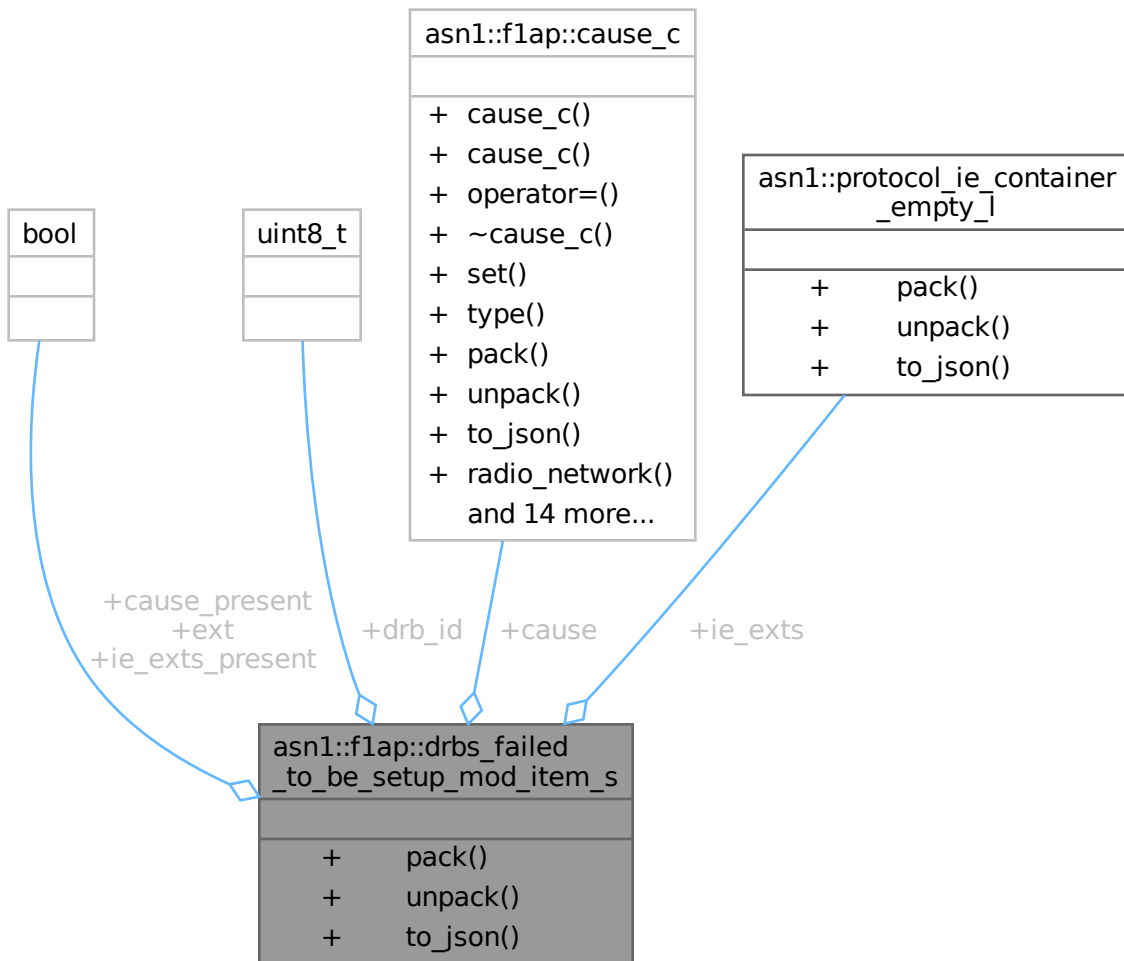 asn1::f1ap::cause_c
+ cause_c()
+ cause_c()
+ operator=()
+ ~cause_c()
+ set()
+ type()
+ pack()
+ unpack()
+ to_json()
+ radio_network()
and 14 more...
asn1::protocol_ie_container
_empty_l
+ pack()
+ unpack()
+ to_json()
bool
uint8_t
+cause_present
+ext
+ie_exts_present
+drb_id
+cause
+ie_exts
asn1::f1ap::drbs_failed
_to_be_setup_mod_item_s
+ pack()
+ unpack()
+ to_json()